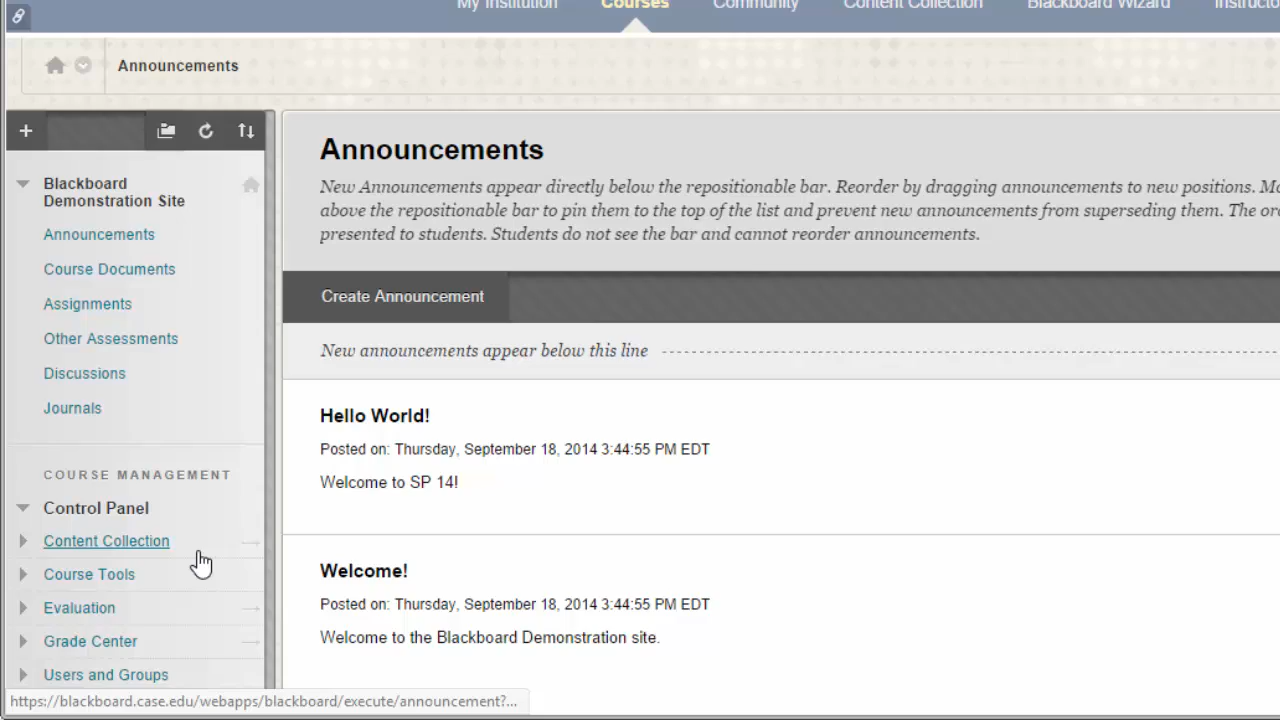 My Institution Courses Community Content Collection Blackboard Wizard
Announcements
Blackboard
Demonstration Site
Announcements
Course Documents
Assignments
Other Assessments
Discussions
Journals
COURSE MANAGEMENT
Control Panel
Content Collection
Course Tools
Evaluation
Grade Center
Users and Groups
https://blackboard.case.edu/webapps/blackboard/execute/announcement?...
Announcements
New Announcements appear directly below the repositionable bar. Reorder by dragging announcements to new positions.
above the repositionable bar to pin them to the top of the list and prevent new announcements from superseding them. The
presented to students. Students do not see the bar and cannot reorder announcements.
Create Announcement
New announcements appear below this line
Hello World!
Posted on: Thursday, September 18, 2014 3:44:55 PM EDT
Welcome to SP 14!
Welcome!
Posted on: Thursday, September 18, 2014 3:44:55 PM EDT
Welcome to the Blackboard Demonstration site.